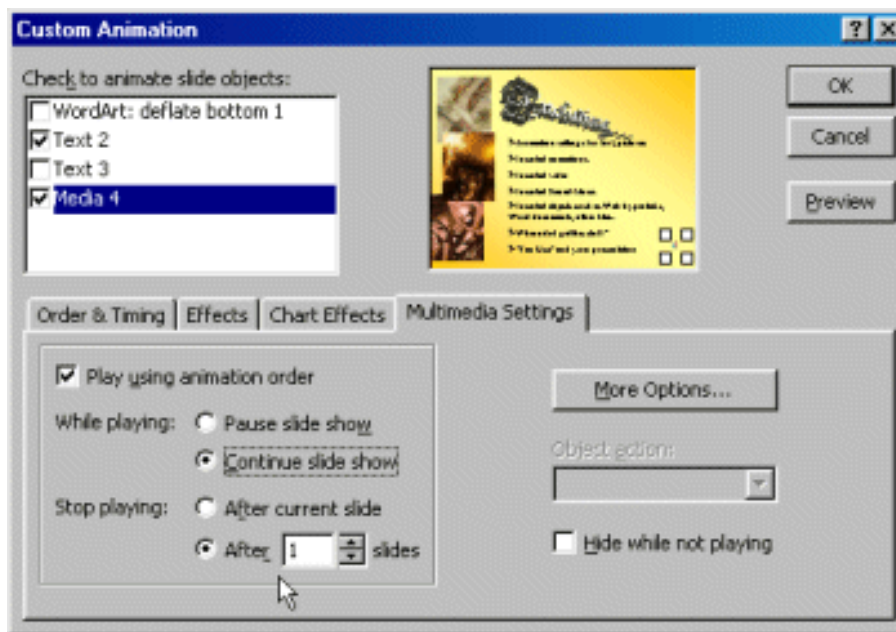 Custom Animation
Check to animate slide objects:
OK
WordArt: deflate bottom 1
Text 2
Cancel
Text 3
Media 4
Preview
Order & Timing Effects Chart Effects Multimedia Settings
Play using animation order
More Options...
While playing: Pause slide show
Continue slide show
Object action:
Stop playing: After current slide
After 1 slides
Hide while not playing